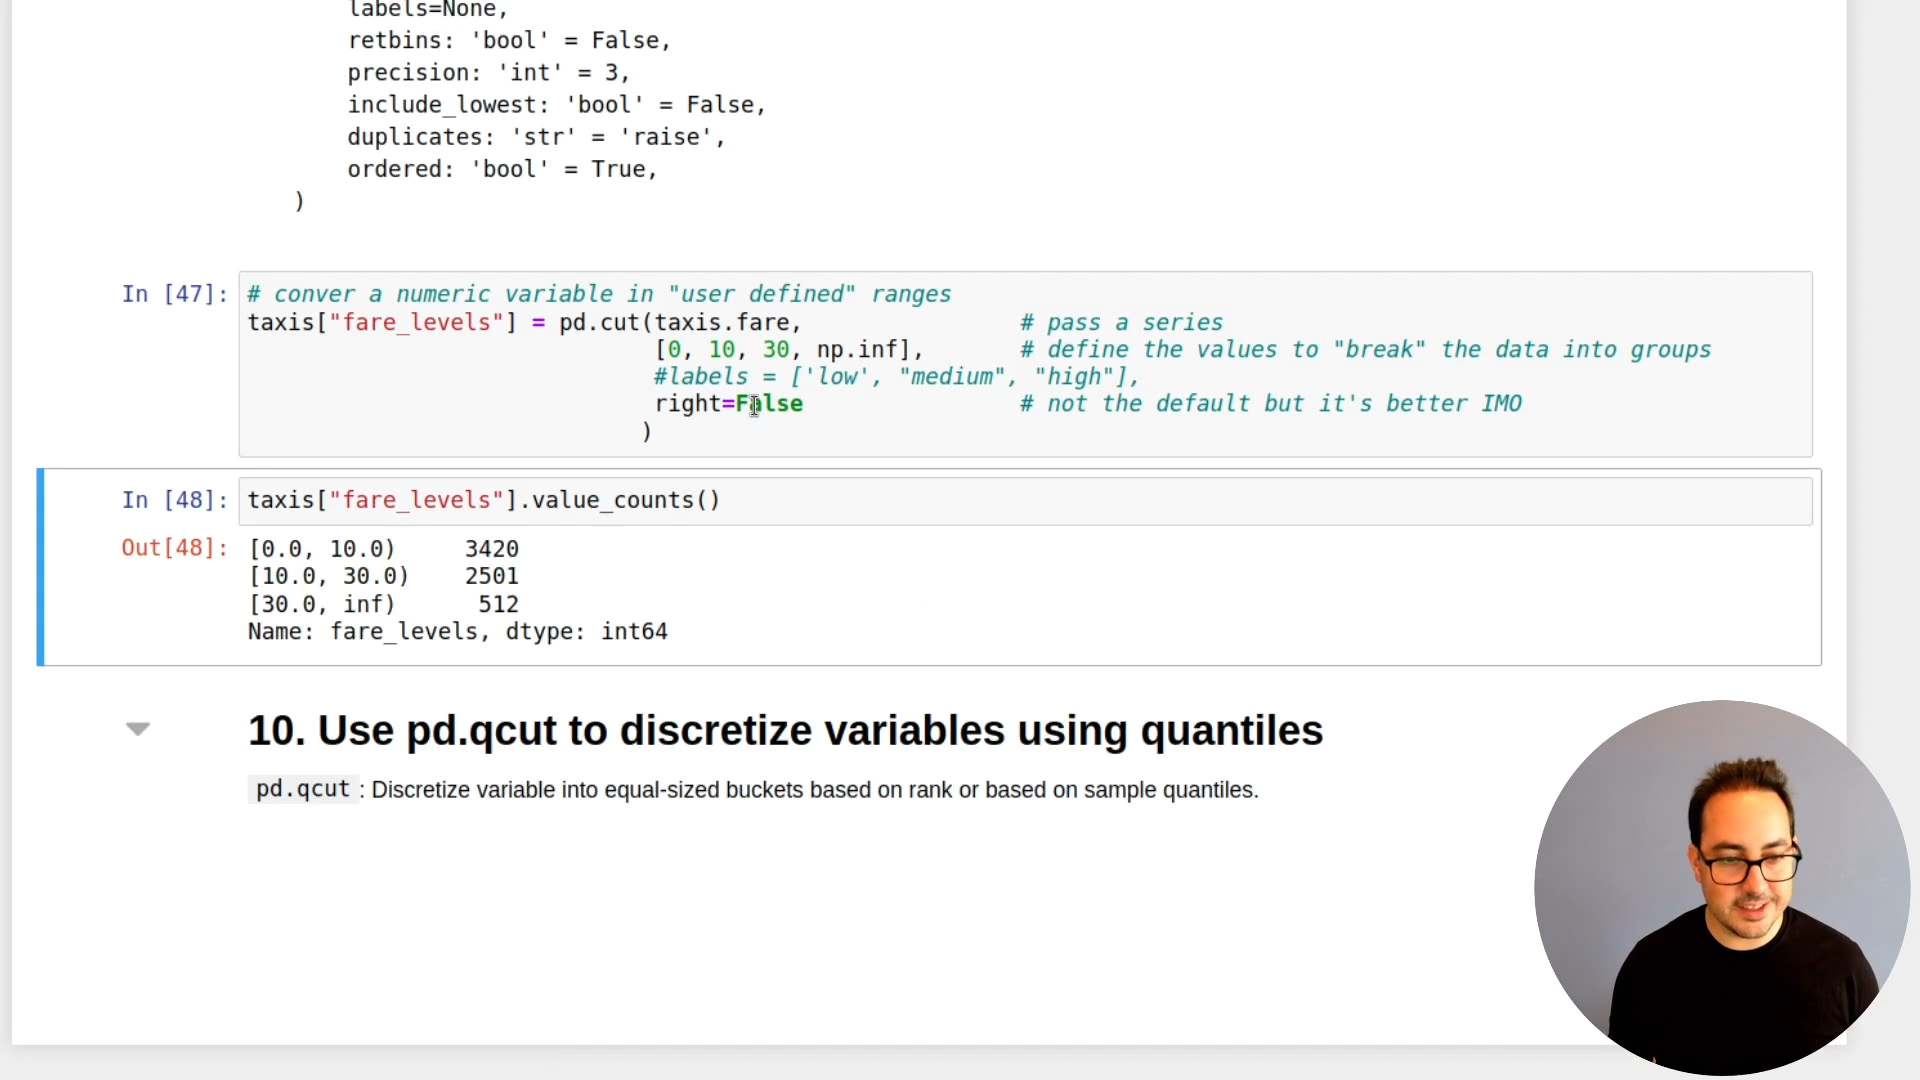 labels=None,
retbins: 'bool' = False,
precision: 'int' = 3,
include_lowest: 'bool' = False,
duplicates: 'str' = 'raise',
ordered: 'bool' = True,
)
In [47]: # conver a numeric variable in "user defined" ranges
taxis["fare_levels"] = pd.cut(taxis.fare, # pass a series
[0, 10, 30, np.inf], # define the values to "break" the data into groups
#labels = ['low', "medium", "high"],
right=False # not the default but it's better IMO
)
In [48]: taxis["fare_levels"].value_counts()
Out[48]: [0.0, 10.0) 3420
[10.0, 30.0) 2501
[30.0, inf) 512
Name: fare_levels, dtype: int64
10. Use pd.qcut to discretize variables using quantiles
pd.qcut : Discretize variable into equal-sized buckets based on rank or based on sample quantiles.